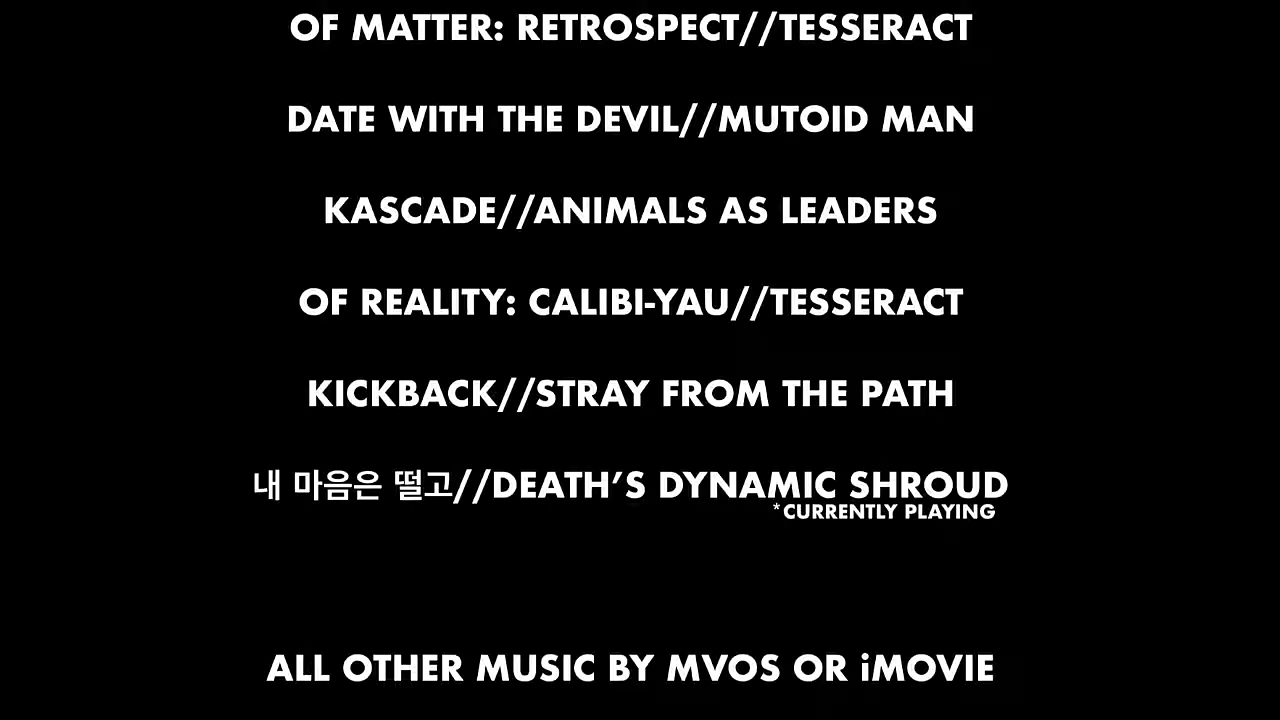 OF MATTER: RETROSPECT//TESSERACT
DATE WITH THE DEVIL//MUTOID MAN
KASCADE//ANIMALS AS LEADERS
OF REALITY: CALIBI-YAU//TESSERACT
KICKBACK//STRAY FROM THE PATH
내 마음은 떨고//DEATH’S DYNAMIC SHROUD
*CURRENTLY PLAYING
ALL OTHER MUSIC BY MVOS OR iMOVIE